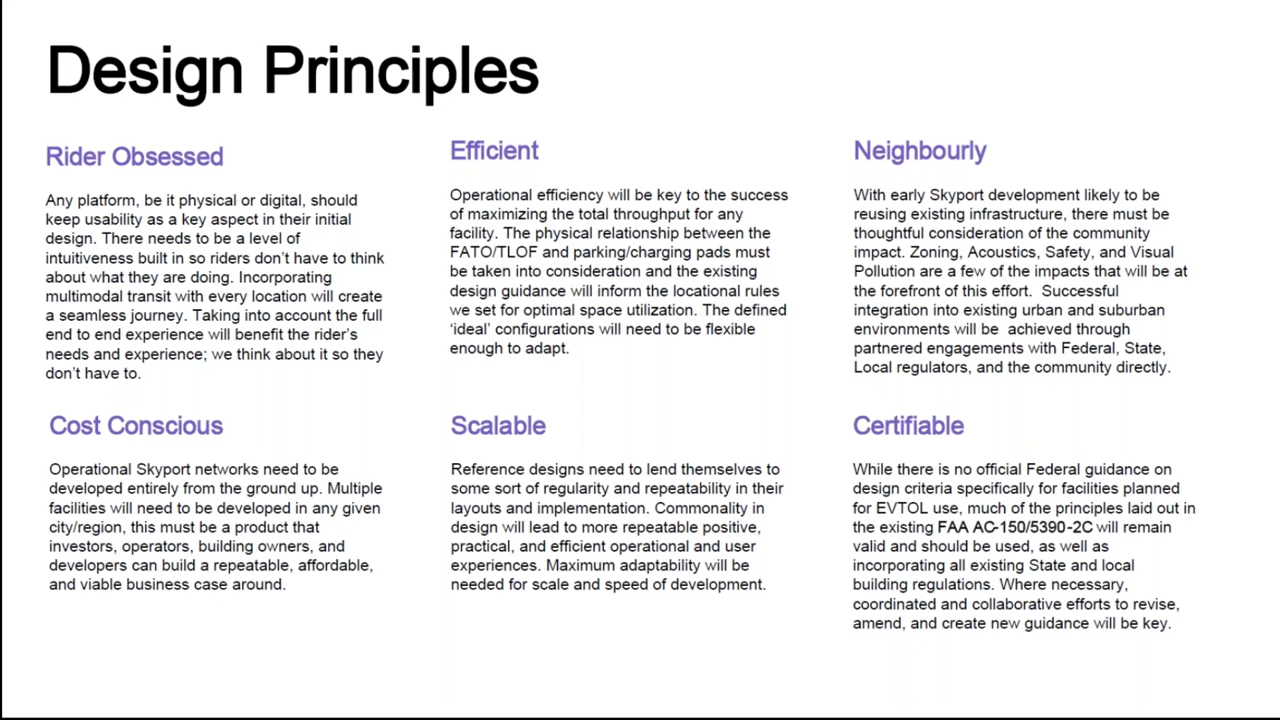 Design Principles
Rider Obsessed
Any platform, be it physical or digital, should
keep usability as a key aspect in their initial
design. There needs to be a level of
intuitiveness built in so riders don't have to think
about what they are doing. Incorporating
multimodal transit with every location will create
a seamless journey. Taking into account the full
end to end experience will benefit the rider's
needs and experience; we think about it so they
don't have to.
Efficient
Operational efficiency will be key to the success
of maximizing the total throughput for any
facility. The physical relationship between the
FATO/TLOF and parking/charging pads must
be taken into consideration and the existing
design guidance will inform the locational rules
we set for optimal space utilization. The defined
‘ideal’ configurations will need to be flexible
enough to adapt.
Neighbourly
With early Skyport development likely to be
reusing existing infrastructure, there must be
thoughtful consideration of the community
impact. Zoning, Acoustics, Safety, and Visual
Pollution are a few of the impacts that will be at
the forefront of this effort.  Successful
integration into existing urban and suburban
environments will be  achieved through
partnered engagements with Federal, State,
Local regulators, and the community directly.
Cost Conscious
Operational Skyport networks need to be
developed entirely from the ground up. Multiple
facilities will need to be developed in any given
city/region, this must be a product that
investors, operators, building owners, and
developers can build a repeatable, affordable,
and viable business case around.
Scalable
Reference designs need to lend themselves to
some sort of regularity and repeatability in their
layouts and implementation. Commonality in
design will lead to more repeatable positive,
practical, and efficient operational and user
experiences. Maximum adaptability will be
needed for scale and speed of development.
Certifiable
While there is no official Federal guidance on
design criteria specifically for facilities planned
for EVTOL use, much of the principles laid out in
the existing FAA AC-150/5390-2C will remain
valid and should be used, as well as
incorporating all existing State and local
building regulations. Where necessary,
coordinated and collaborative efforts to revise,
amend, and create new guidance will be key.